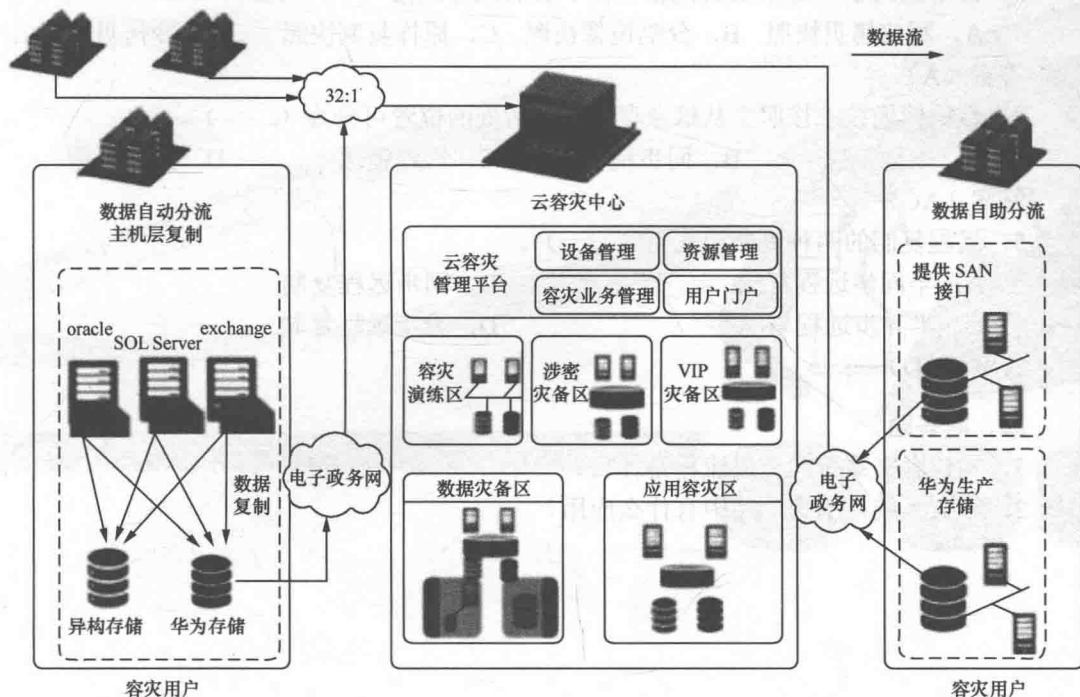 数据流
32:1
云容灾中心
数据自动分流
主机层复制
oracle
SOL Server
exchange
数据
复制
异构存储
华为存储
容灾用户
电子政务网
云容灾
管理平台
设备管理
资源管理
容灾业务管理
用户门户
容灾
演练区
涉密
灾备区
VIP
灾备区
数据灾备区
应用容灾区
电子
政务网
数据自助分流
提供 SAN
接口
华为生产
存储
容灾用户